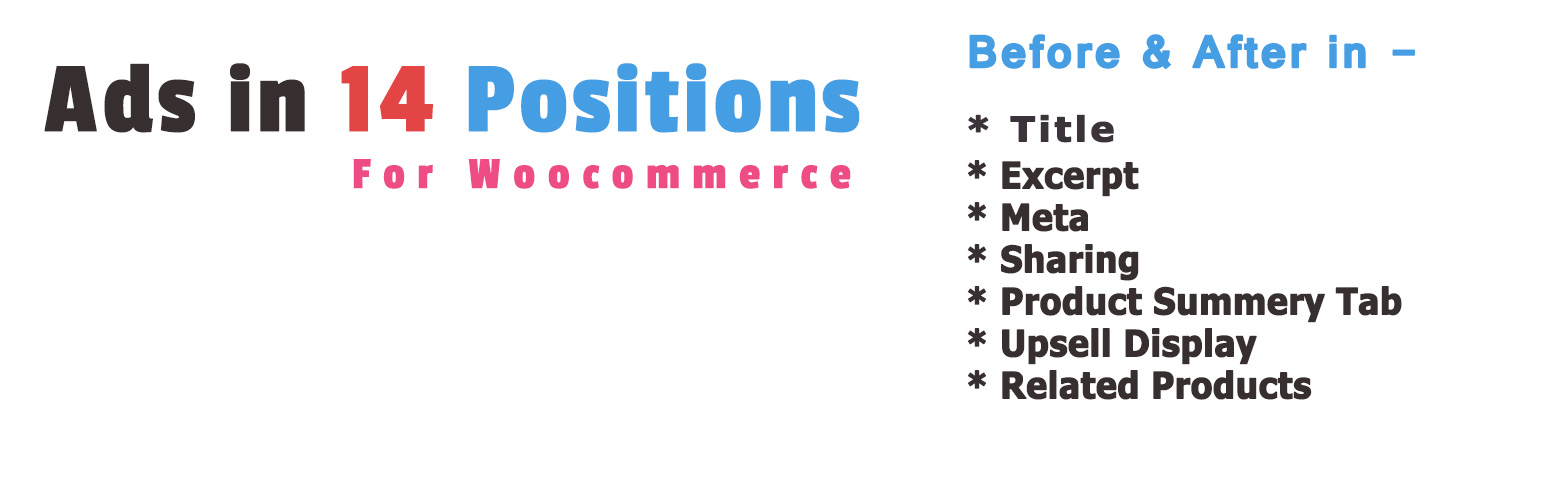 Ads in 14 Positions
For Woocommerce
Before & After in –
* Title
* Excerpt
* Meta
* Sharing
* Product Summery Tab
* Upsell Display
* Related Products